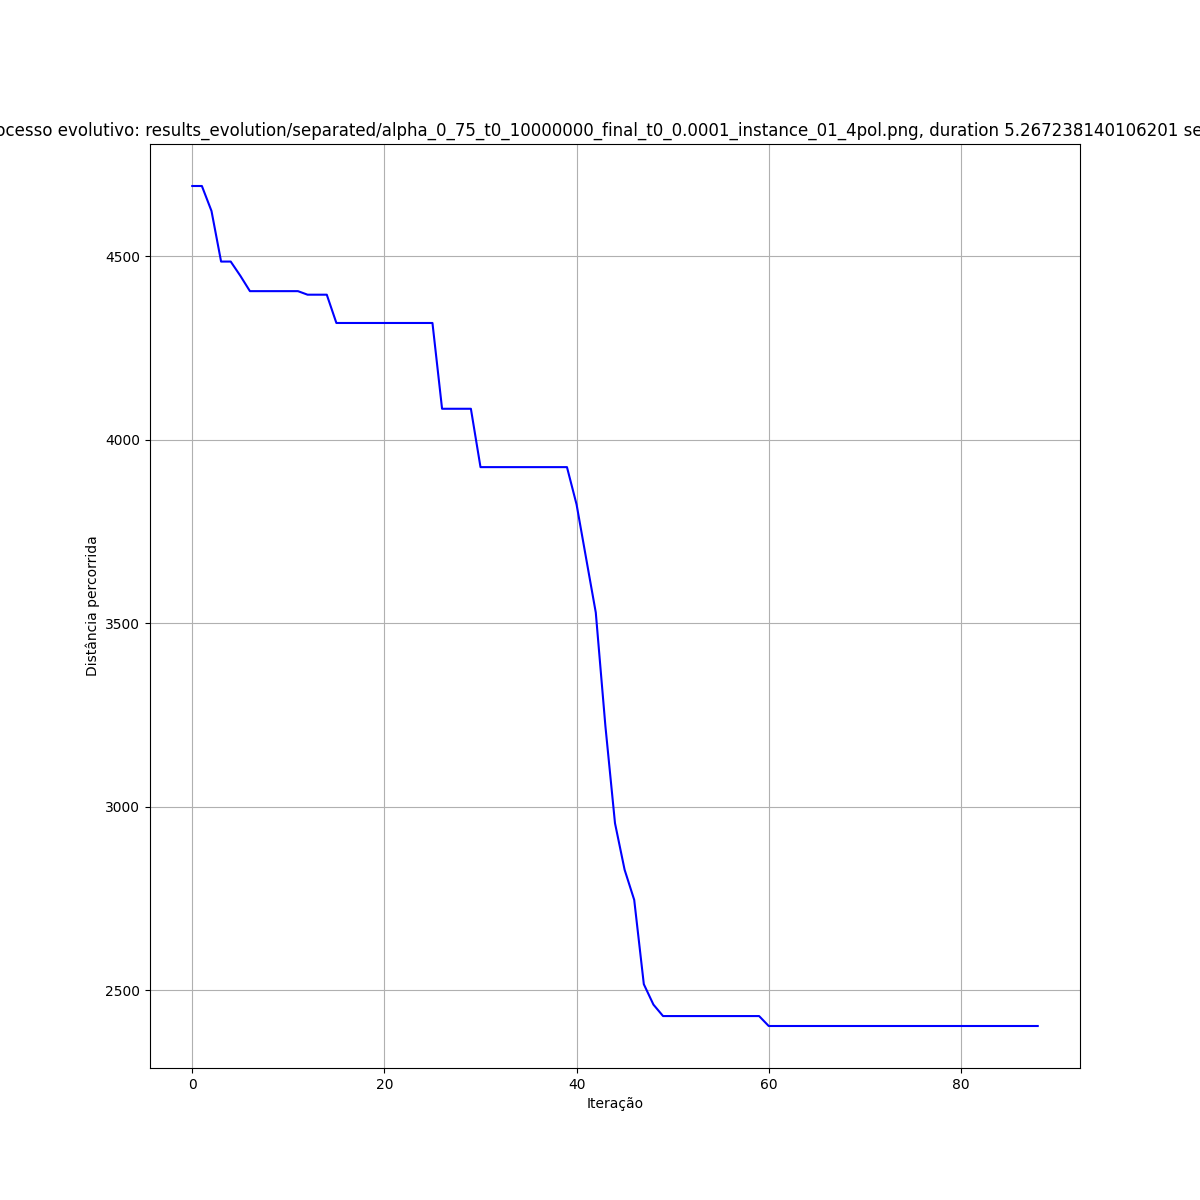 ocesso evolutivo: results_evolution/separated/alpha_0_75_t0_10000000_final_t0_0.0001_instance_01_4pol.png, duration 5.267238140106201 se
4500
4000
3500
3000
2500
Distância percorrida
0 20 40 60 80
Iteração